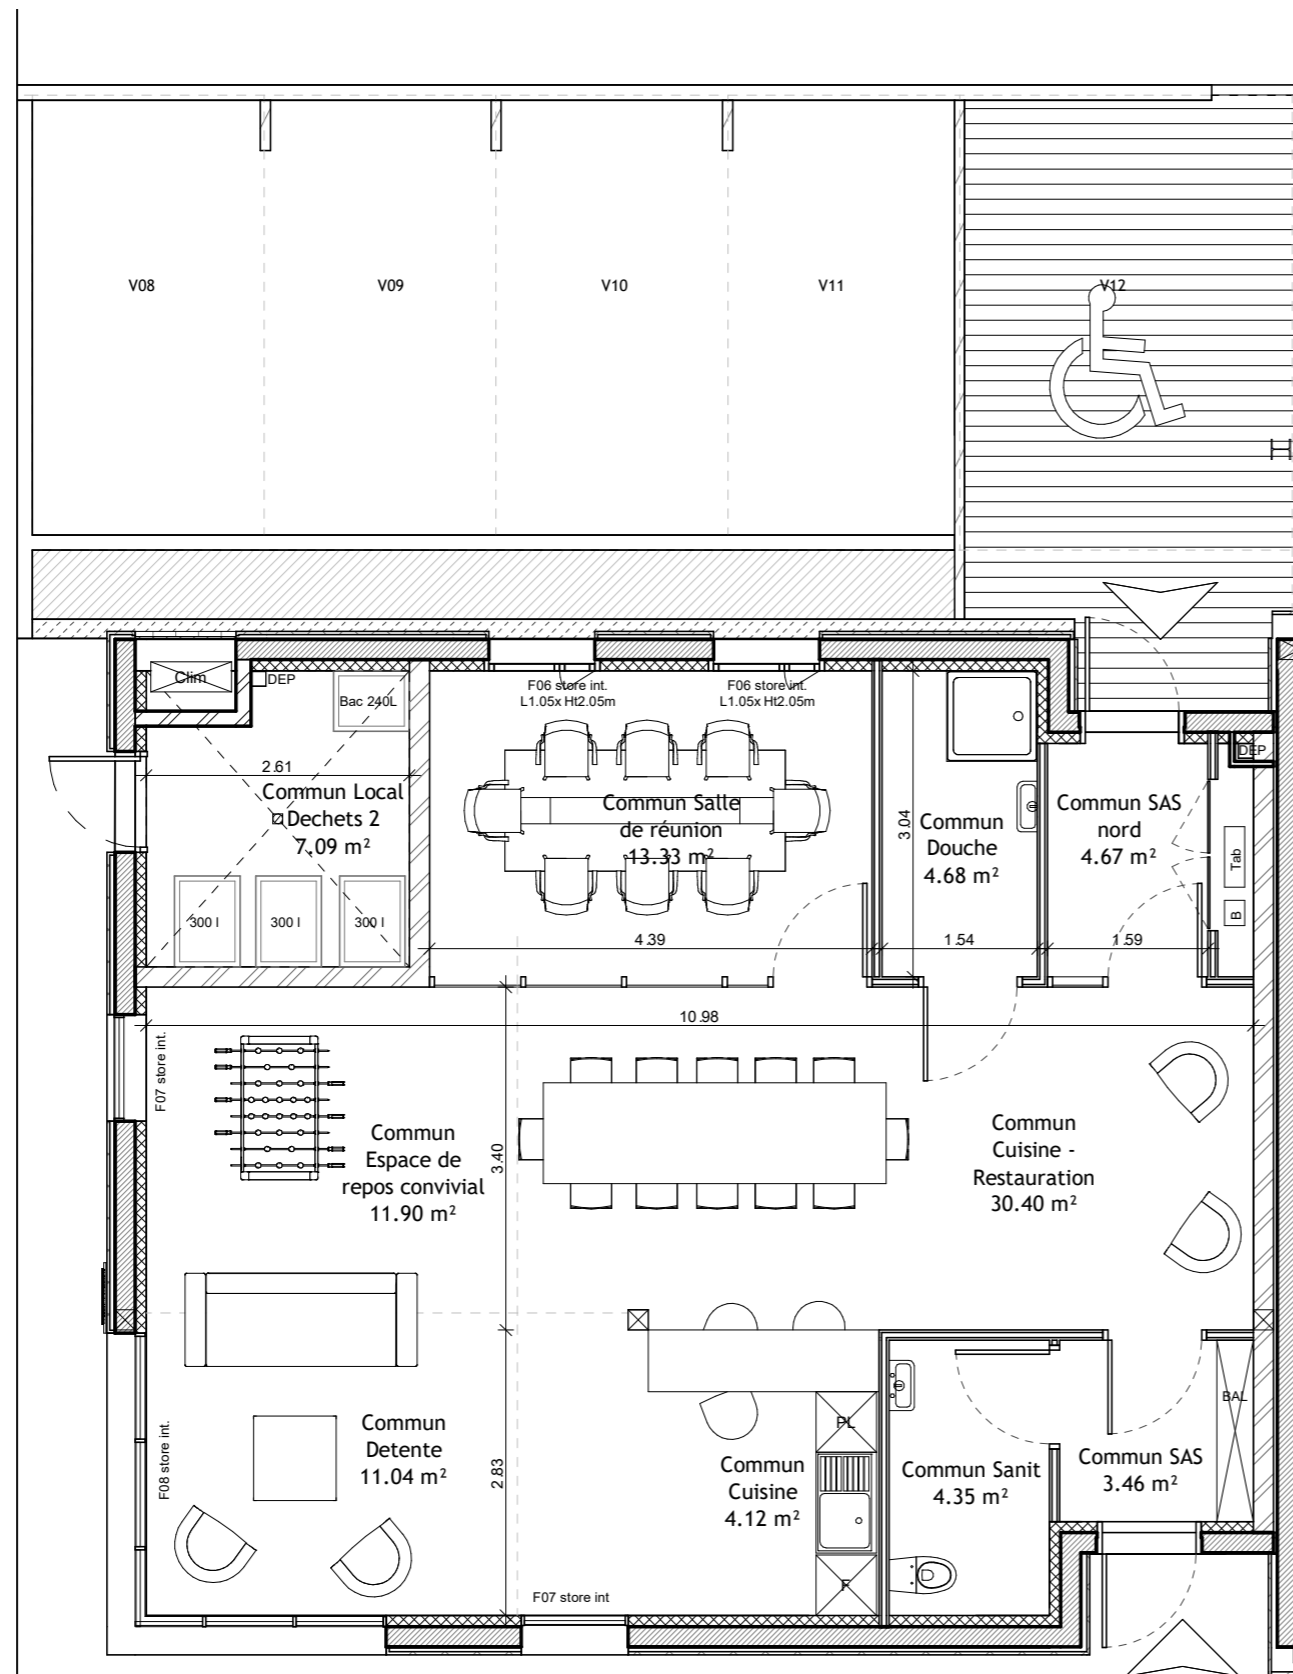 V08
V09
V10
V11
V12
H
Clim
DEP
Bac 240L
F06 store int.
L1.05x Ht2.05m
F06 store int.
L1.05x Ht2.05m
DEP
2.61
Commun Local
Dechets 2
7.09 m²
300 l
300 l
300 l
Commun Salle
de réunion
13.33 m²
4.39
3.04
Commun
Douche
4.68 m²
1.54
Commun SAS
nord
4.67 m²
1.59
Tab
B
10.98
F07 store int.
Commun
Espace de
repos convivial
11.90 m²
3.40
Commun
Cuisine -
Restauration
30.40 m²
F08 store int.
Commun
Detente
11.04 m²
2.83
Commun
Cuisine
4.12 m²
PL
F
Commun Sanit
4.35 m²
Commun SAS
3.46 m²
BAL
F07 store int